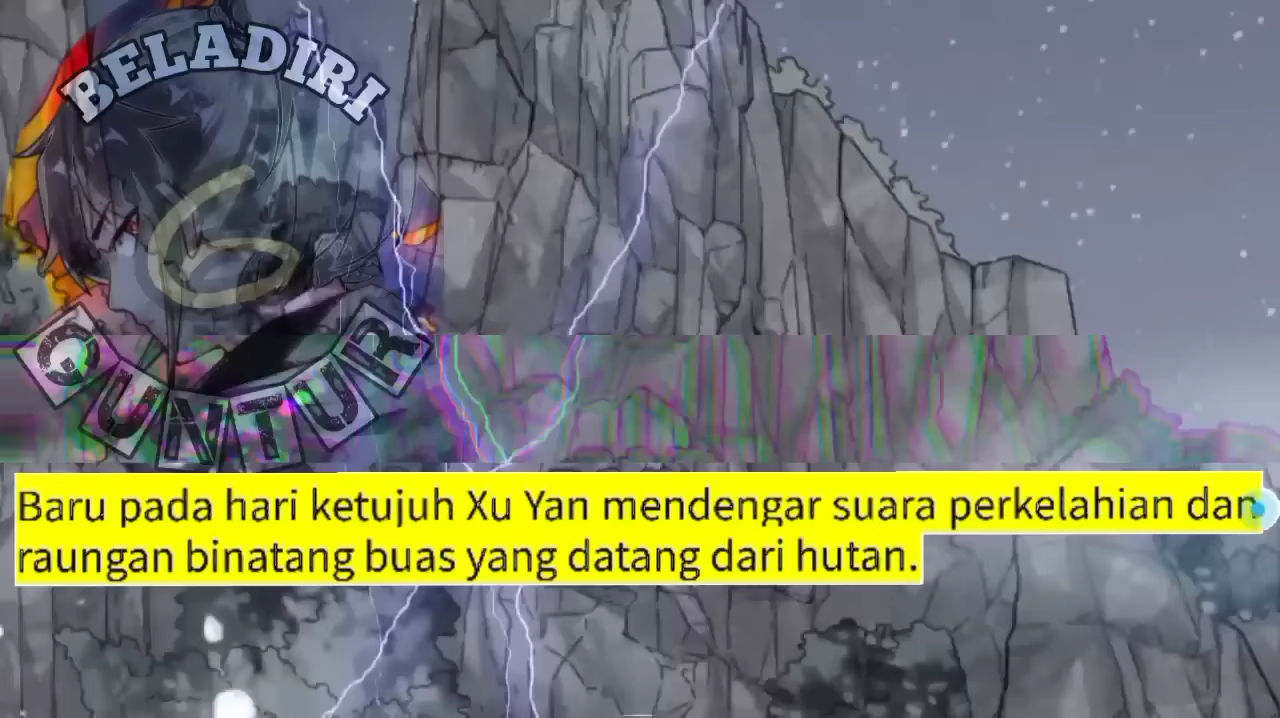 BELADIRI
6
GUNTUR
Baru pada hari ketujuh Xu Yan mendengar suara perkelahian dan
raungan binatang buas yang datang dari hutan.